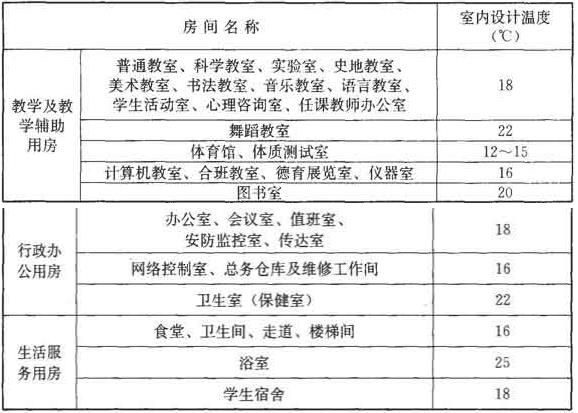 房间名称
室内设计温度
（℃）
教学及教
学辅助
用房
普通教室、科学教室、实验室、史地教室、
美术教室、书法教室、音乐教室、语言教室、
学生活动室、心理咨询室、任课教师办公室
18
舞蹈教室
22
体育馆、体质测试室
12～15
计算机教室、合班教室、德育展览室、仪器室
16
图书室
20
行政办
公用房
办公室、会议室、值班室、
安防监控室、传达室
18
网络控制室、总务仓库及维修工作间
16
卫生室（保健室）
22
生活服
务用房
食堂、卫生间、走道、楼梯间
16
浴室
25
学生宿舍
18